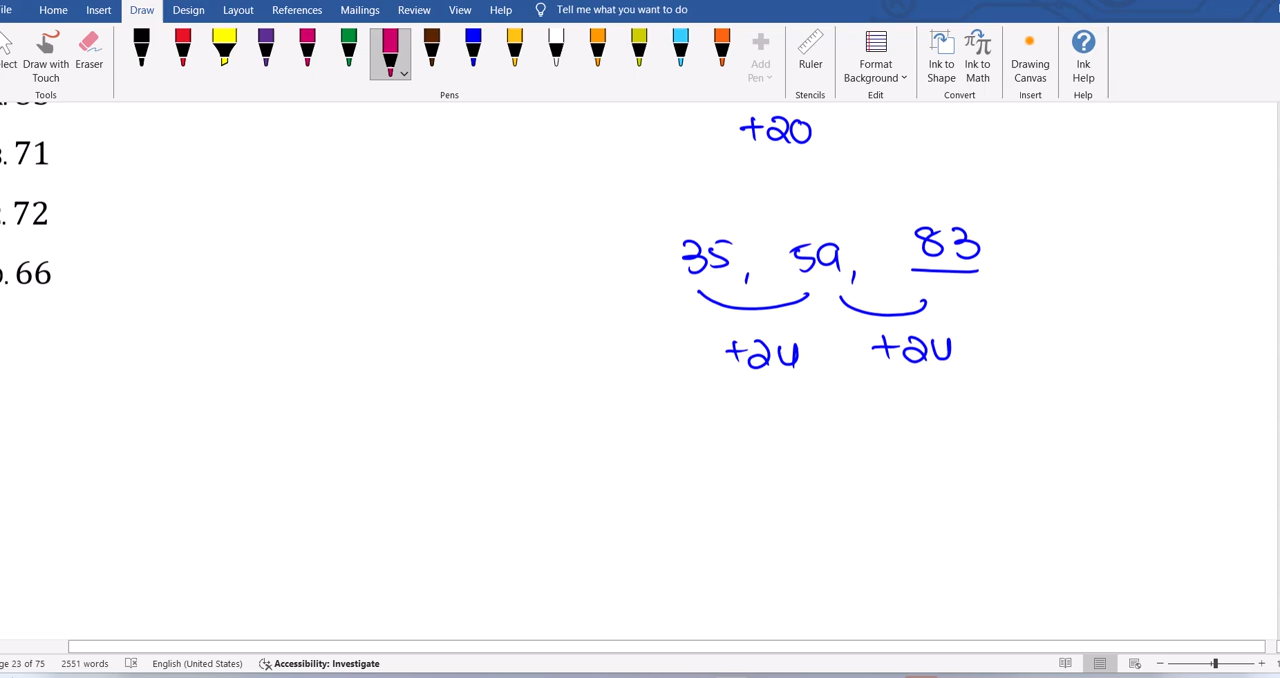 File Home Insert Draw Design Layout References Mailings Review View Help Tell me what you want to do
Select Draw with Touch Eraser Add Pen Ruler Format Background Ink to Shape Ink to Math Drawing Canvas Ink Help
Tools Pens Stencils Edit Convert Insert Help
+20
B. 71
C. 72
D. 66
35, 59, 83
+24 +24
ge 23 of 75 2551 words English (United States) Accessibility: Investigate